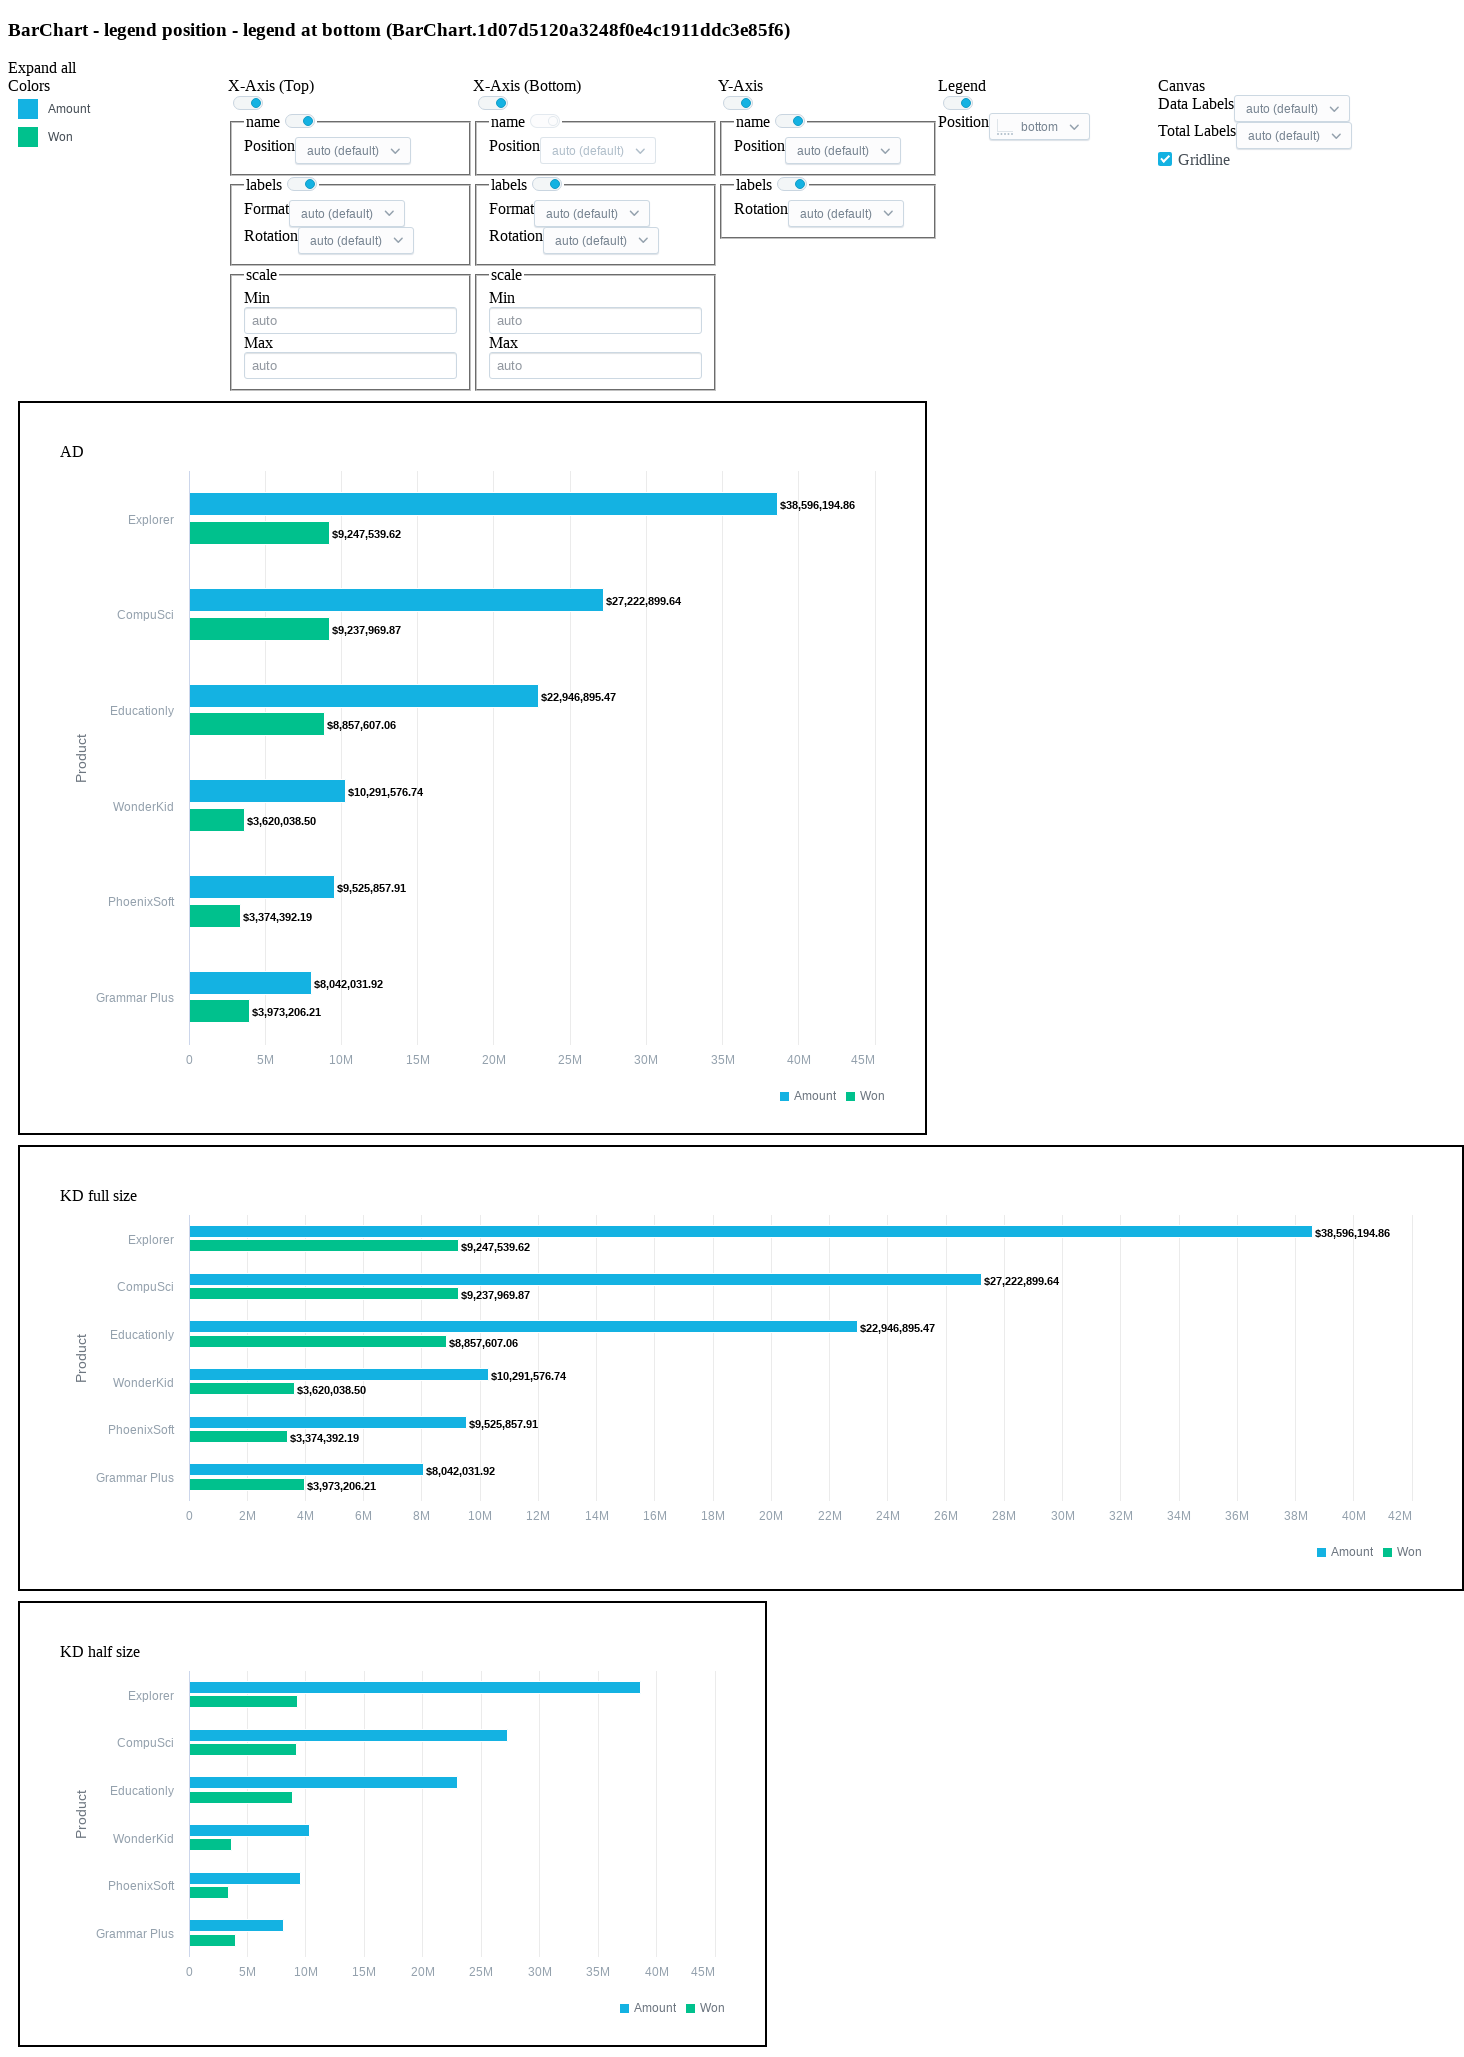 BarChart - legend position - legend at bottom (BarChart.1d07d5120a3248f0e4c1911ddc3e85f6)
Expand all
Colors
Amount
Won
X-Axis (Top)
name
Position auto (default)
labels
Format auto (default)
Rotation auto (default)
scale
Min
auto
Max
auto
X-Axis (Bottom)
name
Position auto (default)
labels
Format auto (default)
Rotation auto (default)
scale
Min
auto
Max
auto
Y-Axis
name
Position auto (default)
labels
Rotation auto (default)
Legend
Position bottom
Canvas
Data Labels auto (default)
Total Labels auto (default)
Gridline
AD
Product
Explorer
$38,596,194.86
$9,247,539.62
CompuSci
$27,222,899.64
$9,237,969.87
Educationly
$22,946,895.47
$8,857,607.06
WonderKid
$10,291,576.74
$3,620,038.50
PhoenixSoft
$9,525,857.91
$3,374,392.19
Grammar Plus
$8,042,031.92
$3,973,206.21
0 5M 10M 15M 20M 25M 30M 35M 40M 45M
Amount Won
KD full size
Product
Explorer
$38,596,194.86
$9,247,539.62
CompuSci
$27,222,899.64
$9,237,969.87
Educationly
$22,946,895.47
$8,857,607.06
WonderKid
$10,291,576.74
$3,620,038.50
PhoenixSoft
$9,525,857.91
$3,374,392.19
Grammar Plus
$8,042,031.92
$3,973,206.21
0 2M 4M 6M 8M 10M 12M 14M 16M 18M 20M 22M 24M 26M 28M 30M 32M 34M 36M 38M 40M 42M
Amount Won
KD half size
Product
Explorer
CompuSci
Educationly
WonderKid
PhoenixSoft
Grammar Plus
0 5M 10M 15M 20M 25M 30M 35M 40M 45M
Amount Won